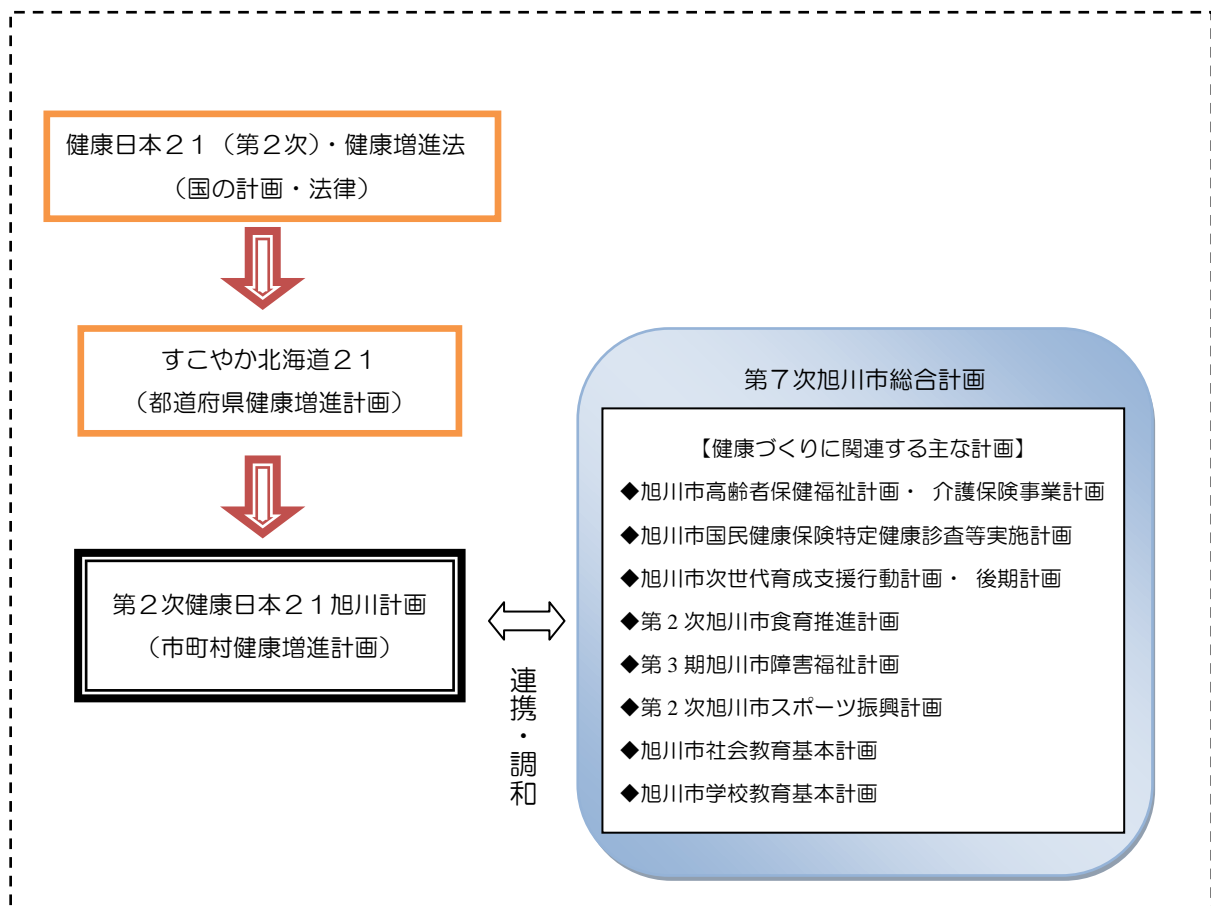 健康日本２１（第２次）・健康増進法
（国の計画・法律）
すこやか北海道２１
（都道府県健康増進計画）
第２次健康日本２１旭川計画
（市町村健康増進計画）
連携・調和
第７次旭川市総合計画
【健康づくりに関連する主な計画】
◆旭川市高齢者保健福祉計画・ 介護保険事業計画
◆旭川市国民健康保険特定健康診査等実施計画
◆旭川市次世代育成支援行動計画・ 後期計画
◆第 2 次旭川市食育推進計画
◆第 3 期旭川市障害福祉計画
◆第 2 次旭川市スポーツ振興計画
◆旭川市社会教育基本計画
◆旭川市学校教育基本計画